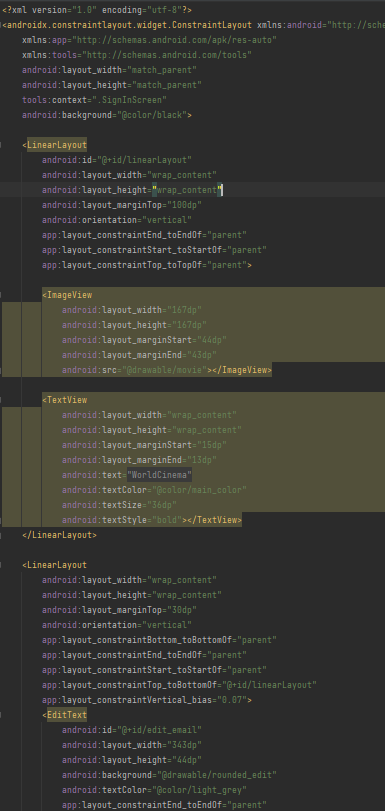 <?xml version="1.0" encoding="utf-8"?>
<androidx.constraintlayout.widget.ConstraintLayout xmlns:android="http://s
xmlns:app="http://schemas.android.com/apk/res-auto"
xmlns:tools="http://schemas.android.com/tools"
android:layout_width="match_parent"
android:layout_height="match_parent"
tools:context=".SignInScreen"
android:background="@color/black">
<LinearLayout
android:id="@+id/linearLayout"
android:layout_width="wrap_content"
android:layout_height="wrap_content"
android:layout_marginTop="100dp"
android:orientation="vertical"
app:layout_constraintEnd_toEndOf="parent"
app:layout_constraintStart_toStartOf="parent"
app:layout_constraintTop_toTopOf="parent">
<ImageView
android:layout_width="167dp"
android:layout_height="167dp"
android:layout_marginStart="44dp"
android:layout_marginEnd="43dp"
android:src="@drawable/movie"></ImageView>
<TextView
android:layout_width="wrap_content"
android:layout_height="wrap_content"
android:layout_marginStart="15dp"
android:layout_marginEnd="13dp"
android:text="WorldCinema"
android:textColor="@color/main_color"
android:textSize="36dp"
android:textStyle="bold"></TextView>
</LinearLayout>
<LinearLayout
android:layout_width="wrap_content"
android:layout_height="wrap_content"
android:layout_marginTop="30dp"
android:orientation="vertical"
app:layout_constraintBottom_toBottomOf="parent"
app:layout_constraintEnd_toEndOf="parent"
app:layout_constraintStart_toStartOf="parent"
app:layout_constraintTop_toBottomOf="@+id/linearLayout"
app:layout_constraintVertical_bias="0.07">
<EditText
android:id="@+id/edit_email"
android:layout_width="343dp"
android:layout_height="44dp"
android:background="@drawable/rounded_edit"
android:textColor="@color/light_grey"
app:layout_constraintEnd_toEndOf="parent"